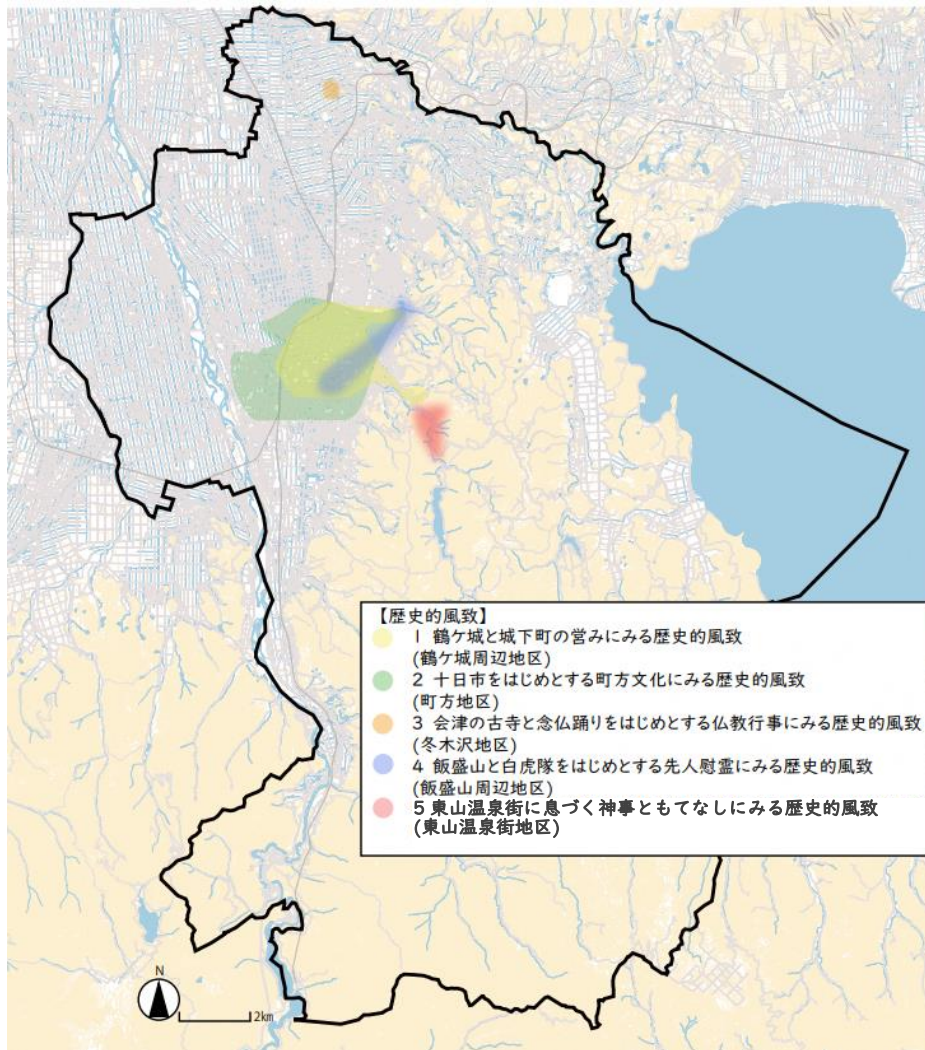 【歴史的風致】
1 鶴ケ城と城下町の営みにみる歴史的風致
(鶴ケ城周辺地区)
2 十日市をはじめとする町方文化にみる歴史的風致
(町方地区)
3 会津の古寺と念仏踊りをはじめとする仏教行事にみる歴史的風致
(冬木沢地区)
4 飯盛山と白虎隊をはじめとする先人慰霊にみる歴史的風致
(飯盛山周辺地区)
5 東山温泉街に息づく神事ともてなしにみる歴史的風致
(東山温泉街地区)
N
2km